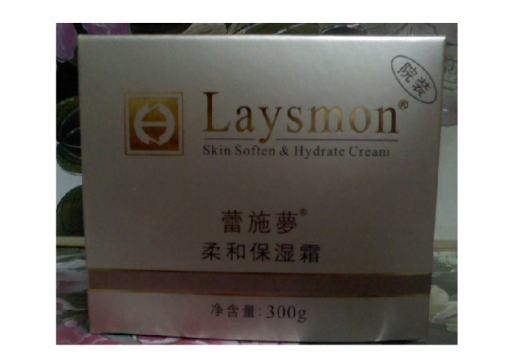 院装
Laysmon®
Skin Soften & Hydrate Cream
蕾施夢®
柔和保湿霜
净含量:300g